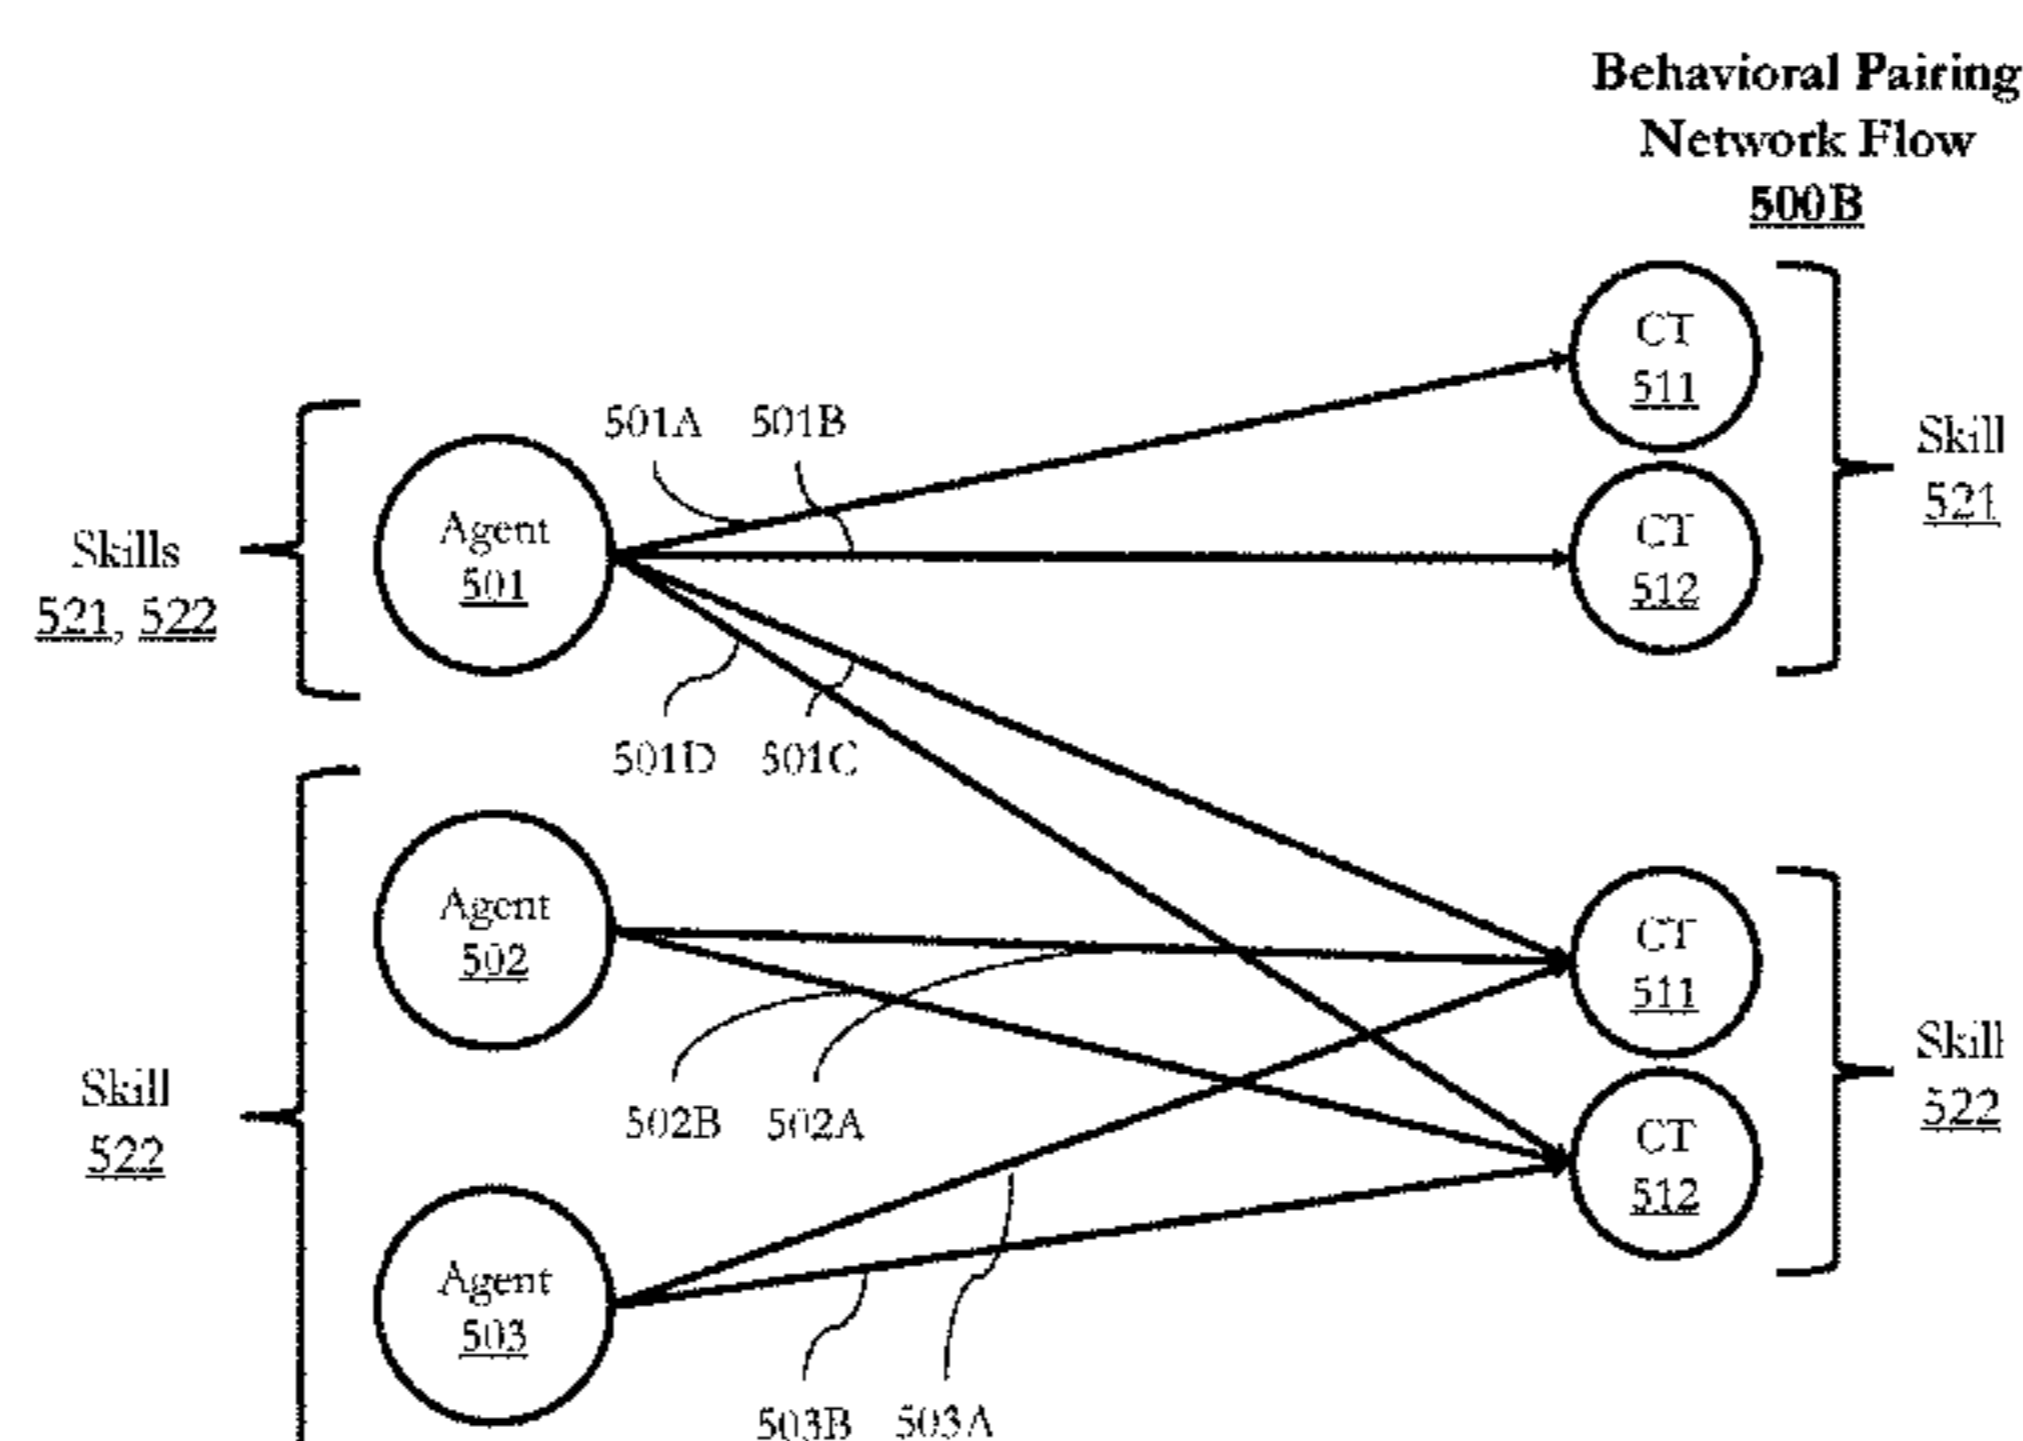 Behavioral Pairing
Network Flow
500B
CT
511
501A 501B
Skill
521
Agent
501
CT
512
Skills
521, 522
501D 501C
Agent
502
CT
511
Skill
522
Skill
522
502B 502A
CT
512
Agent
503
503B 503A